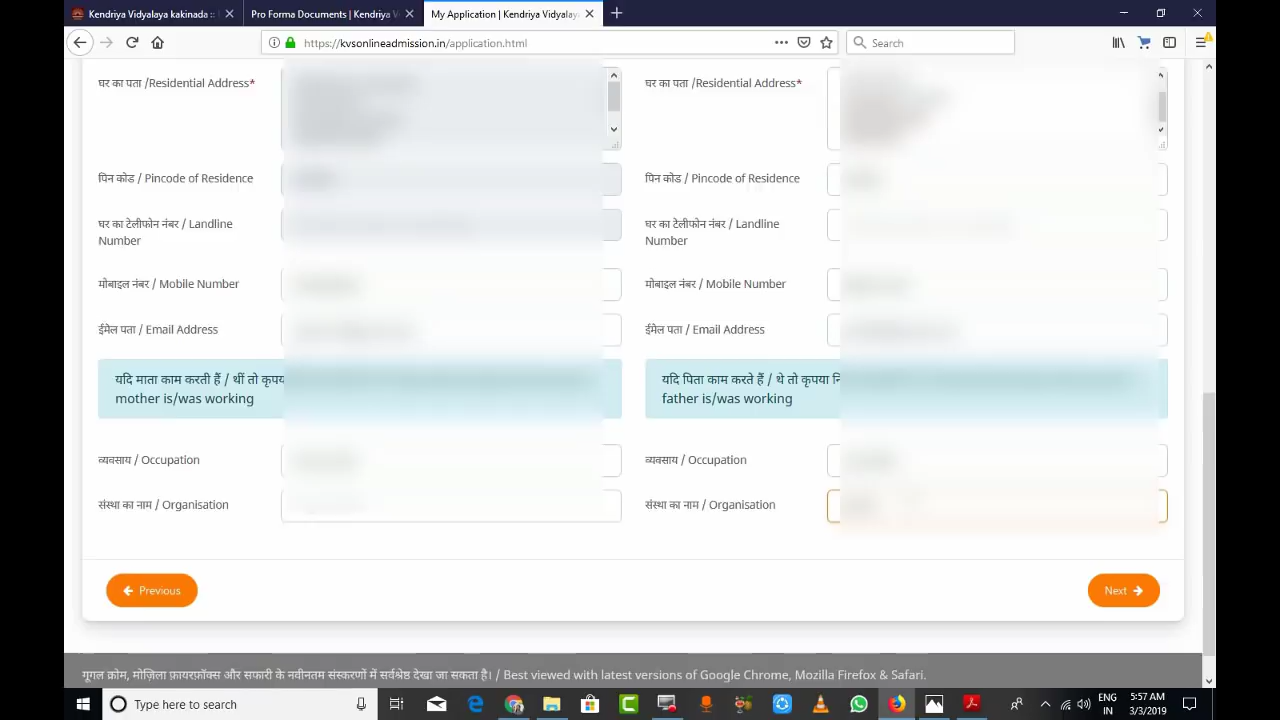 Kendriya Vidyalaya kakinada ::
Pro Forma Documents | Kendriya V
My Application | Kendriya Vidyalay
https://kvsonlineadmission.in/application.html
Search
घर का पता /Residential Address*
घर का पता /Residential Address*
पिन कोड / Pincode of Residence
पिन कोड / Pincode of Residence
घर का टेलीफोन नंबर / Landline
Number
घर का टेलीफोन नंबर / Landline
Number
मोबाइल नंबर / Mobile Number
मोबाइल नंबर / Mobile Number
ईमेल पता / Email Address
ईमेल पता / Email Address
यदि माता काम करती हैं / थीं तो कृपय
mother is/was working
यदि पिता काम करते हैं / थे तो कृपया नि
father is/was working
व्यवसाय / Occupation
व्यवसाय / Occupation
संस्था का नाम / Organisation
संस्था का नाम / Organisation
Previous
Next
गूगल क्रोम, मोज़िला फ़ायरफ़ॉक्स और सफारी के नवीनतम संस्करणों में सर्वश्रेष्ठ देखा जा सकता है। / Best viewed with latest versions of Google Chrome, Mozilla Firefox & Safari.
Type here to search
ENG
IN
5:57 AM
3/3/2019